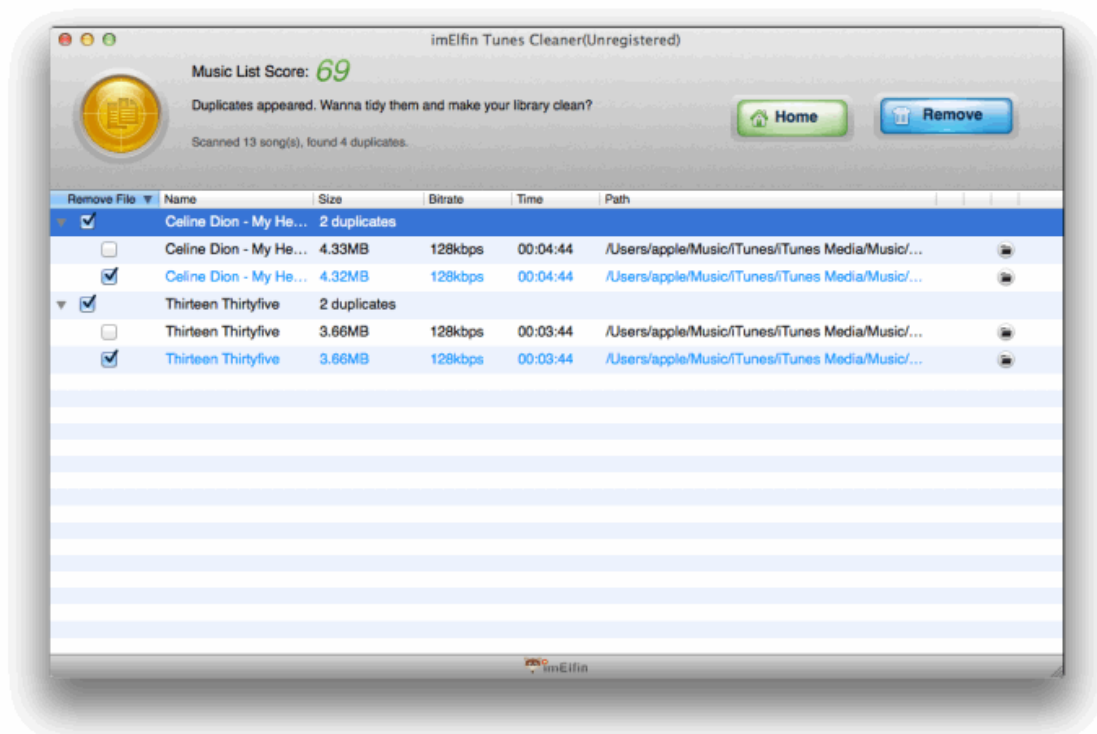 imElfin Tunes Cleaner(Unregistered)
Music List Score: 69
Duplicates appeared. Wanna tidy them and make your library clean?
Scanned 13 song(s), found 4 duplicates.
Home
Remove
Remove File Name Size Bitrate Time Path
Celine Dion - My He... 2 duplicates
Celine Dion - My He... 4.33MB 128kbps 00:04:44 /Users/apple/Music/iTunes/iTunes Media/Music/...
Celine Dion - My He... 4.32MB 128kbps 00:04:44 /Users/apple/Music/iTunes/iTunes Media/Music/...
Thirteen Thirtyfive 2 duplicates
Thirteen Thirtyfive 3.66MB 128kbps 00:03:44 /Users/apple/Music/iTunes/iTunes Media/Music/...
Thirteen Thirtyfive 3.66MB 128kbps 00:03:44 /Users/apple/Music/iTunes/iTunes Media/Music/...
imElfin